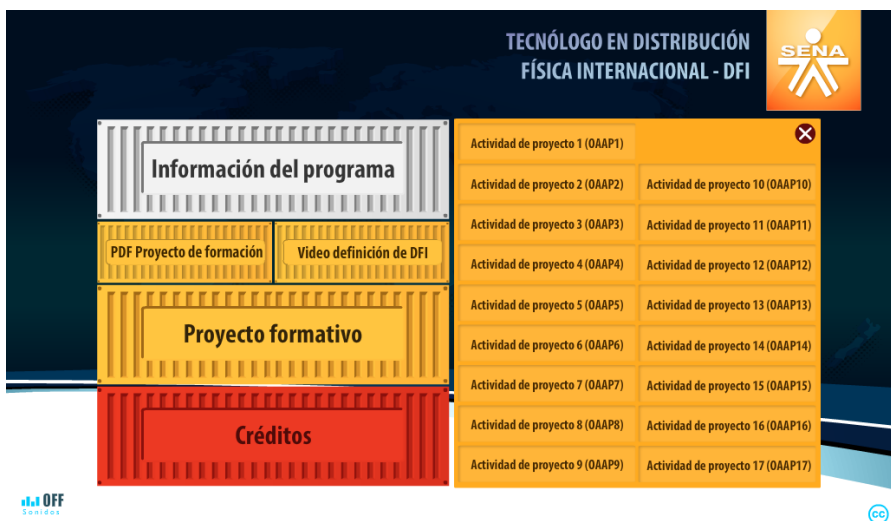 TECNÓLOGO EN DISTRIBUCIÓN
FÍSICA INTERNACIONAL - DFI
SENA
Información del programa
PDF Proyecto de formación
Video definición de DFI
Proyecto formativo
Créditos
Actividad de proyecto 1 (OAAP1)
Actividad de proyecto 2 (OAAP2)
Actividad de proyecto 3 (OAAP3)
Actividad de proyecto 4 (OAAP4)
Actividad de proyecto 5 (OAAP5)
Actividad de proyecto 6 (OAAP6)
Actividad de proyecto 7 (OAAP7)
Actividad de proyecto 8 (OAAP8)
Actividad de proyecto 9 (OAAP9)
Actividad de proyecto 10 (OAAP10)
Actividad de proyecto 11 (OAAP11)
Actividad de proyecto 12 (OAAP12)
Actividad de proyecto 13 (OAAP13)
Actividad de proyecto 14 (OAAP14)
Actividad de proyecto 15 (OAAP15)
Actividad de proyecto 16 (OAAP16)
Actividad de proyecto 17 (OAAP17)
OFF
Sonidos
cc